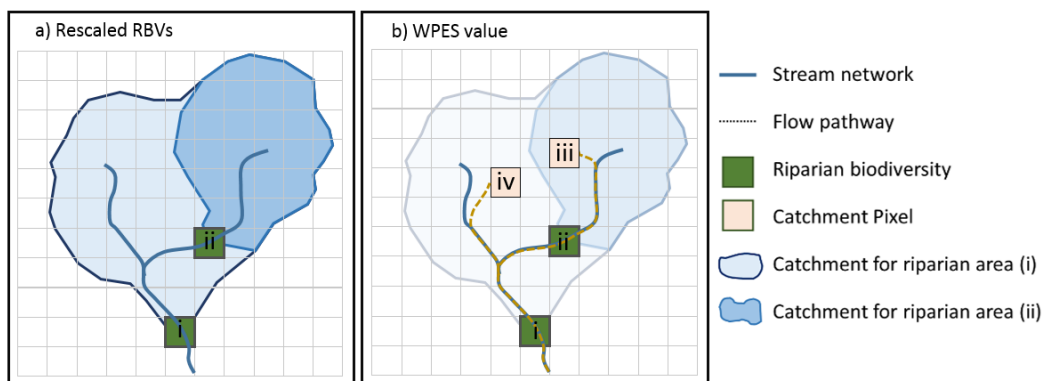 a) Rescaled RBVs
ii
i
b) WPES value
iii
iv
ii
i
Stream network
Flow pathway
Riparian biodiversity
Catchment Pixel
Catchment for riparian area (i)
Catchment for riparian area (ii)